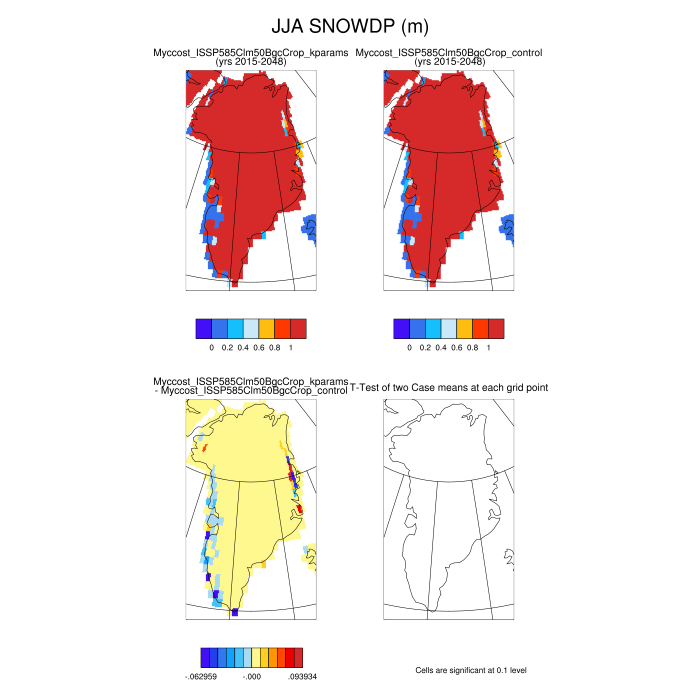 JJA SNOWDP (m)
Myccost_ISSP585Clm50BgcCrop_kparams
(yrs 2015-2048)
Myccost_ISSP585Clm50BgcCrop_control
(yrs 2015-2048)
0 0.2 0.4 0.6 0.8 1
0 0.2 0.4 0.6 0.8 1
Myccost_ISSP585Clm50BgcCrop_kparams
- Myccost_ISSP585Clm50BgcCrop_control
T-Test of two Case means at each grid point
-.062959 -.000 .093934
Cells are significant at 0.1 level